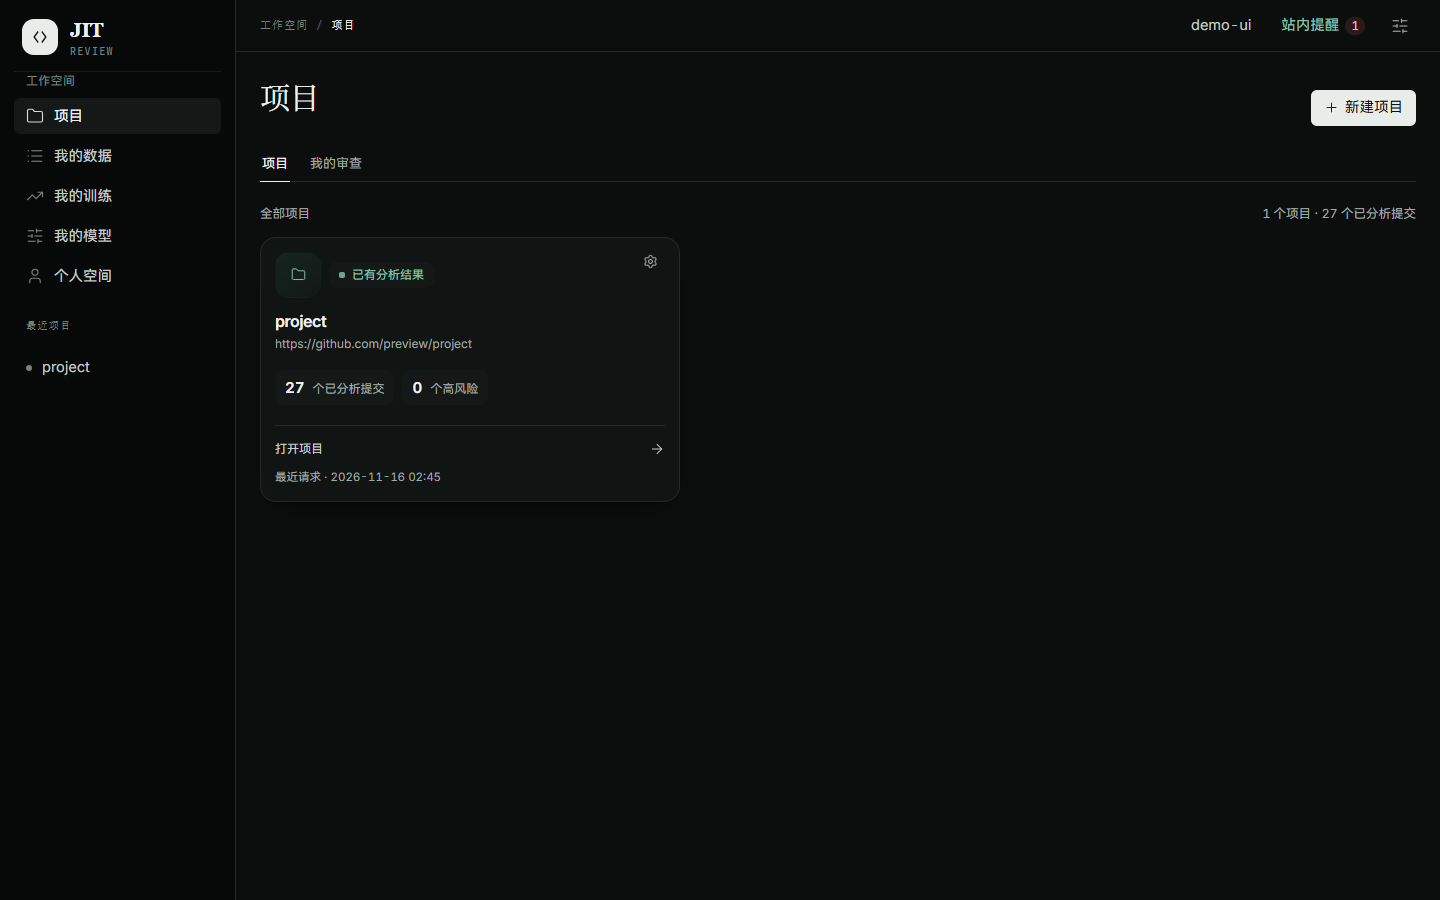 JIT
REVIEW
工作空间
项目
我的数据
我的训练
我的模型
个人空间
最近项目
project
工作空间 / 项目
demo-ui
站内提醒 1
项目
新建项目
项目 我的审查
全部项目
1 个项目 · 27 个已分析提交
已有分析结果
project
https://github.com/preview/project
27 个已分析提交 0 个高风险
打开项目
最近请求 · 2026-11-16 02:45